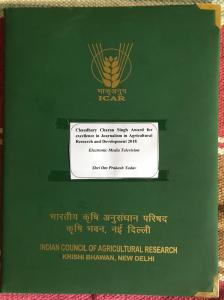 भाकृअनुप
ICAR
Chaudhary Charan Singh Award for
excellence in Journalism in Agricultural
Research and Development 2018
Electronic Media Television
Shri Om Prakash Yadav
भारतीय कृषि अनुसंधान परिषद
कृषि भवन, नई दिल्ली
INDIAN COUNCIL OF AGRICULTURAL RESEARCH
KRISHI BHAWAN, NEW DELHI